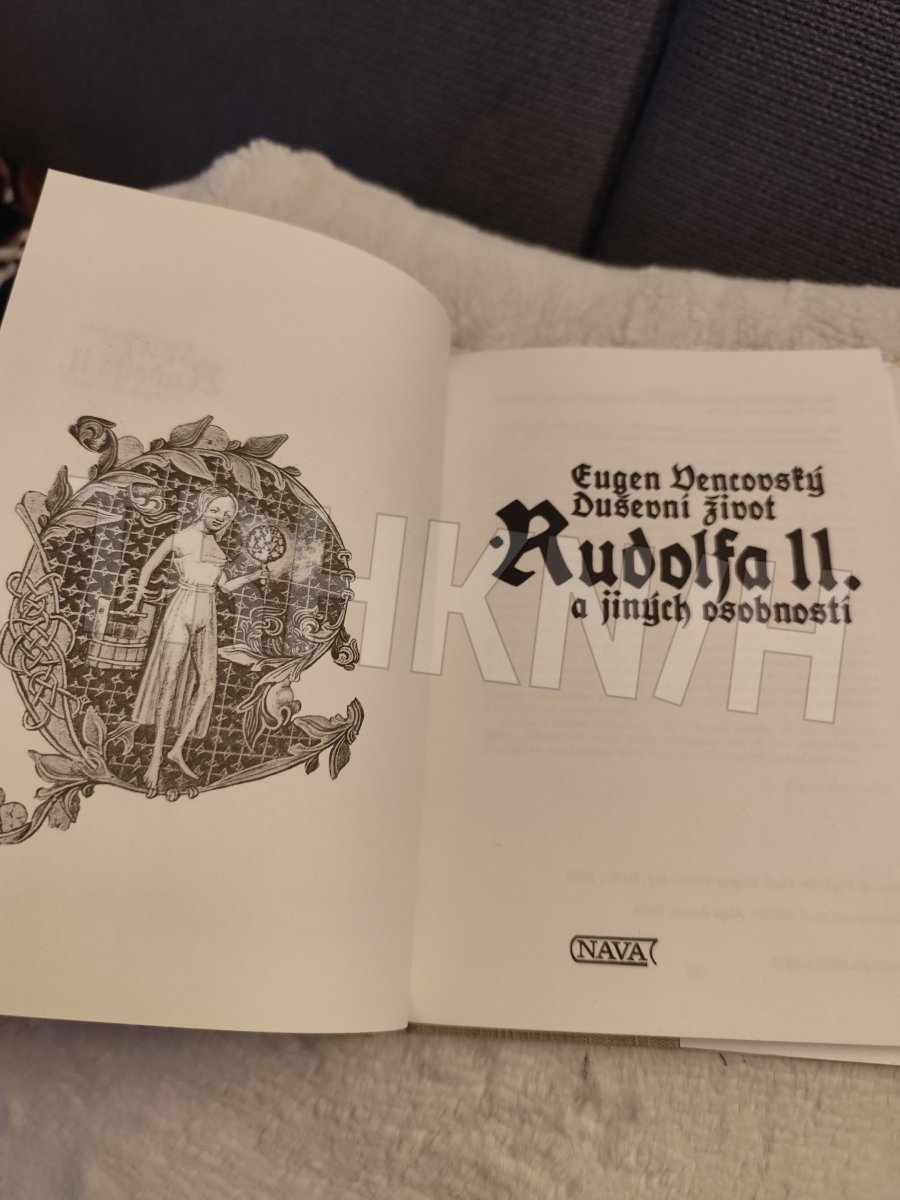 Eugen Vencovský
Duševní život
Rudolfa II.
a jiných osobností
NAVA